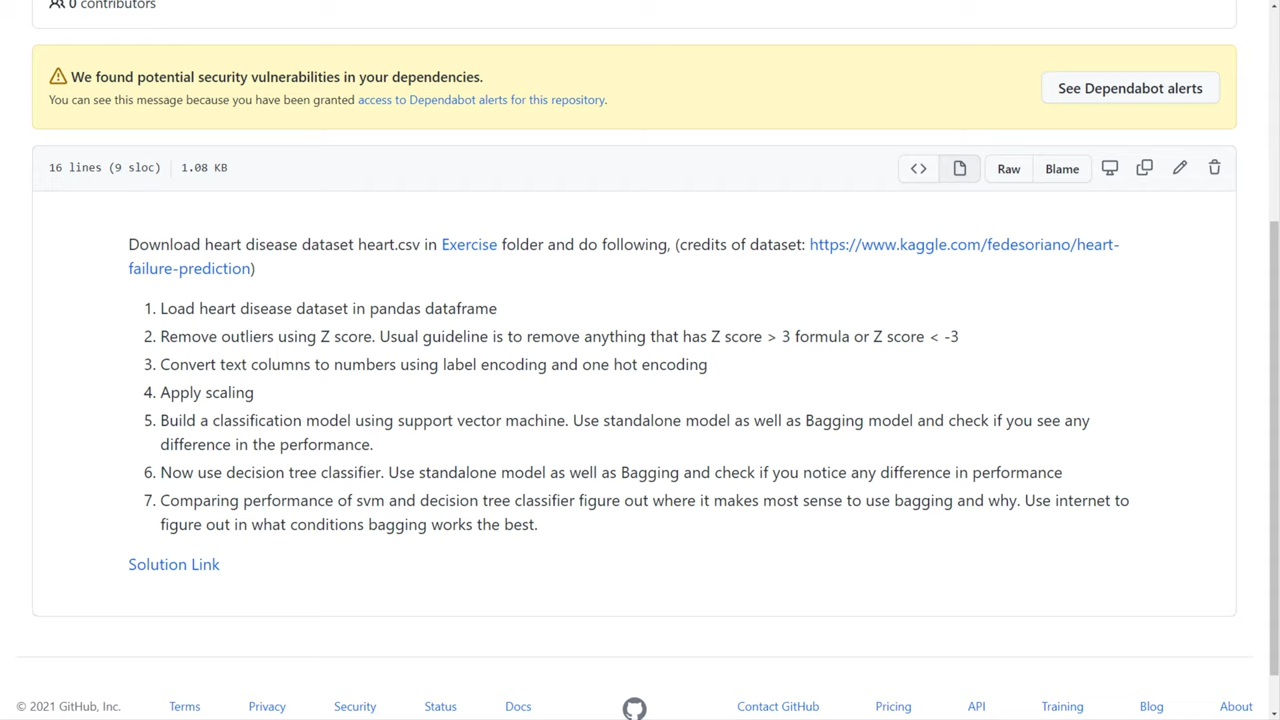 0 contributors
We found potential security vulnerabilities in your dependencies.
You can see this message because you have been granted access to Dependabot alerts for this repository.
See Dependabot alerts
16 lines (9 sloc) 1.08 KB
Raw Blame
Download heart disease dataset heart.csv in Exercise folder and do following, (credits of dataset: https://www.kaggle.com/fedesoriano/heart-
failure-prediction)
1. Load heart disease dataset in pandas dataframe
2. Remove outliers using Z score. Usual guideline is to remove anything that has Z score > 3 formula or Z score < -3
3. Convert text columns to numbers using label encoding and one hot encoding
4. Apply scaling
5. Build a classification model using support vector machine. Use standalone model as well as Bagging model and check if you see any
difference in the performance.
6. Now use decision tree classifier. Use standalone model as well as Bagging and check if you notice any difference in performance
7. Comparing performance of svm and decision tree classifier figure out where it makes most sense to use bagging and why. Use internet to
figure out in what conditions bagging works the best.
Solution Link
© 2021 GitHub, Inc. Terms Privacy Security Status Docs Contact GitHub Pricing API Training Blog About